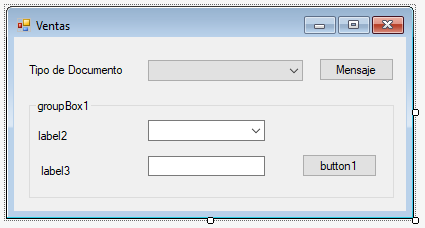 Ventas
Tipo de Documento
Mensaje
groupBox1
label2
label3
button1